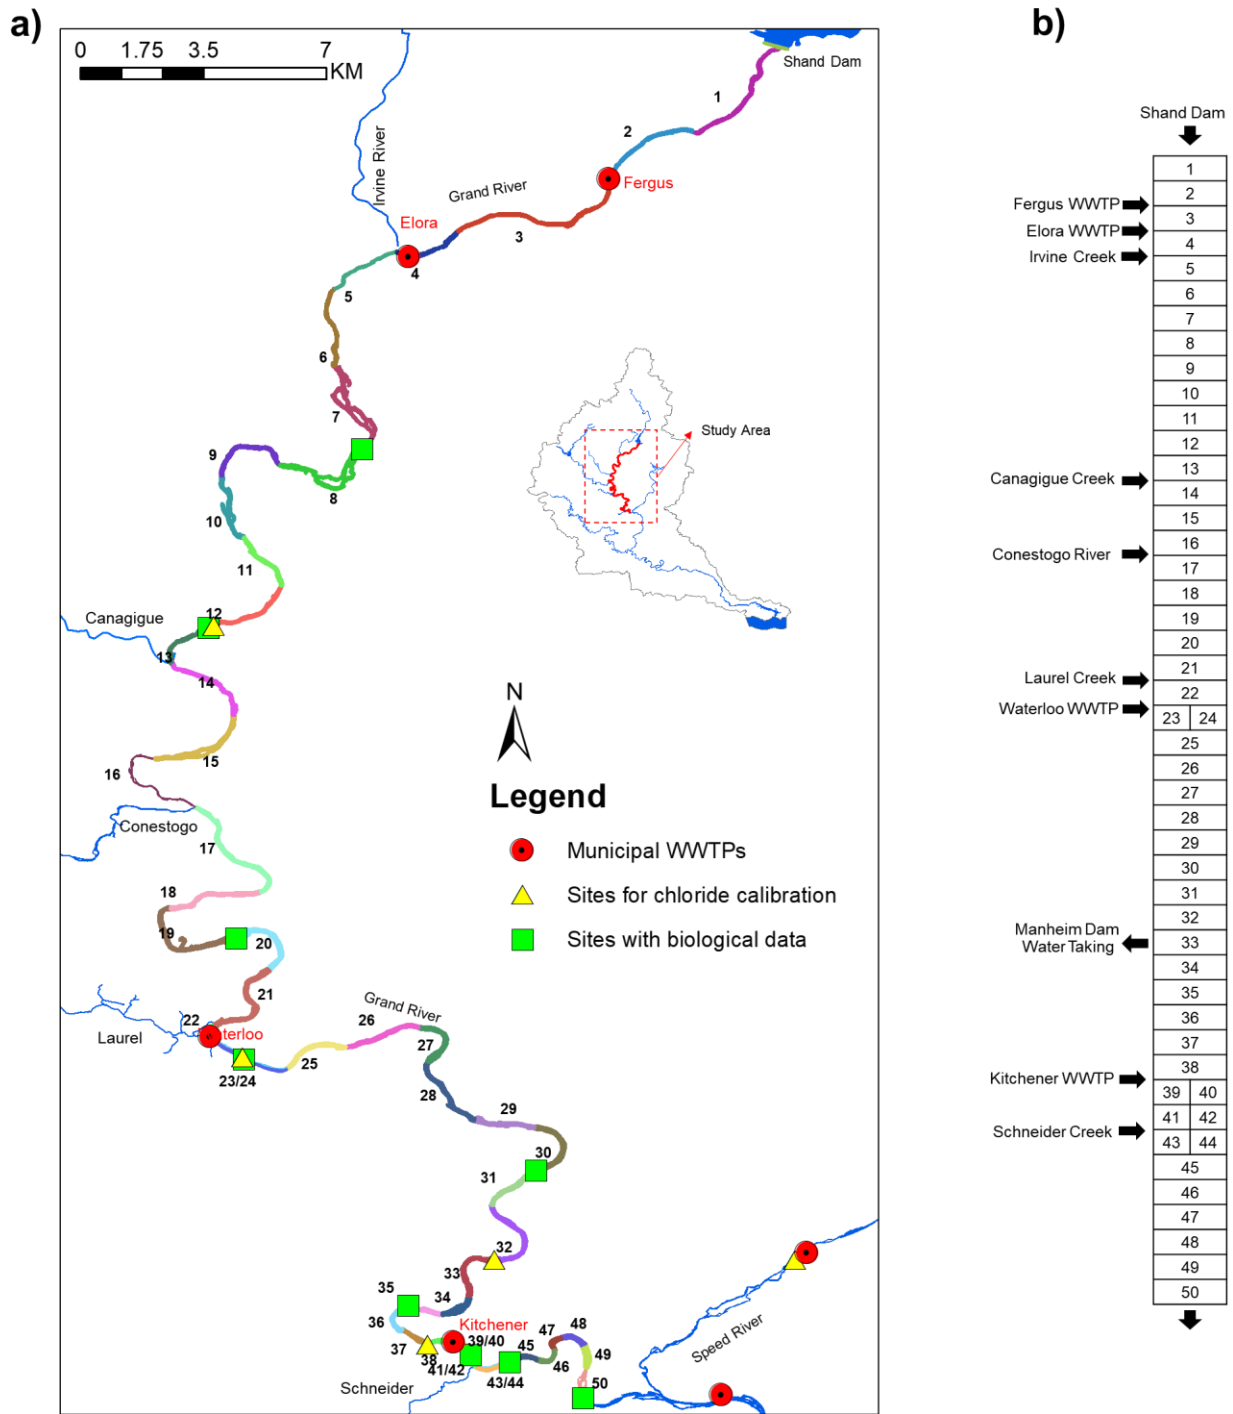 a)
0 1.75 3.5 7
KM
Shand Dam
1
2
Irvine River
Fergus
Grand River
Elora
3
4
5
6
7
Study Area
9
8
10
11
12
Canagigue
13
14
N
15
16
Legend
Conestogo
17
Municipal WWTPs
18
Sites for chloride calibration
19
20
Sites with biological data
21
Grand River
22
terloo
26
Laurel
27
25
23/24
28
29
30
31
32
33
35
34
36
Kitchener
47
48
39/40
45
37
38
49
46
41/42
43/44
50
Schneider
Speed River
b)
Shand Dam
1
2
Fergus WWTP
3
Elora WWTP
4
Irvine Creek
5
6
7
8
9
10
11
12
13
Canagigue Creek
14
15
16
Conestogo River
17
18
19
20
21
Laurel Creek
22
Waterloo WWTP
23 24
25
26
27
28
29
30
31
32
Manheim Dam
Water Taking
33
34
35
36
37
38
Kitchener WWTP
39 40
41 42
Schneider Creek
43 44
45
46
47
48
49
50